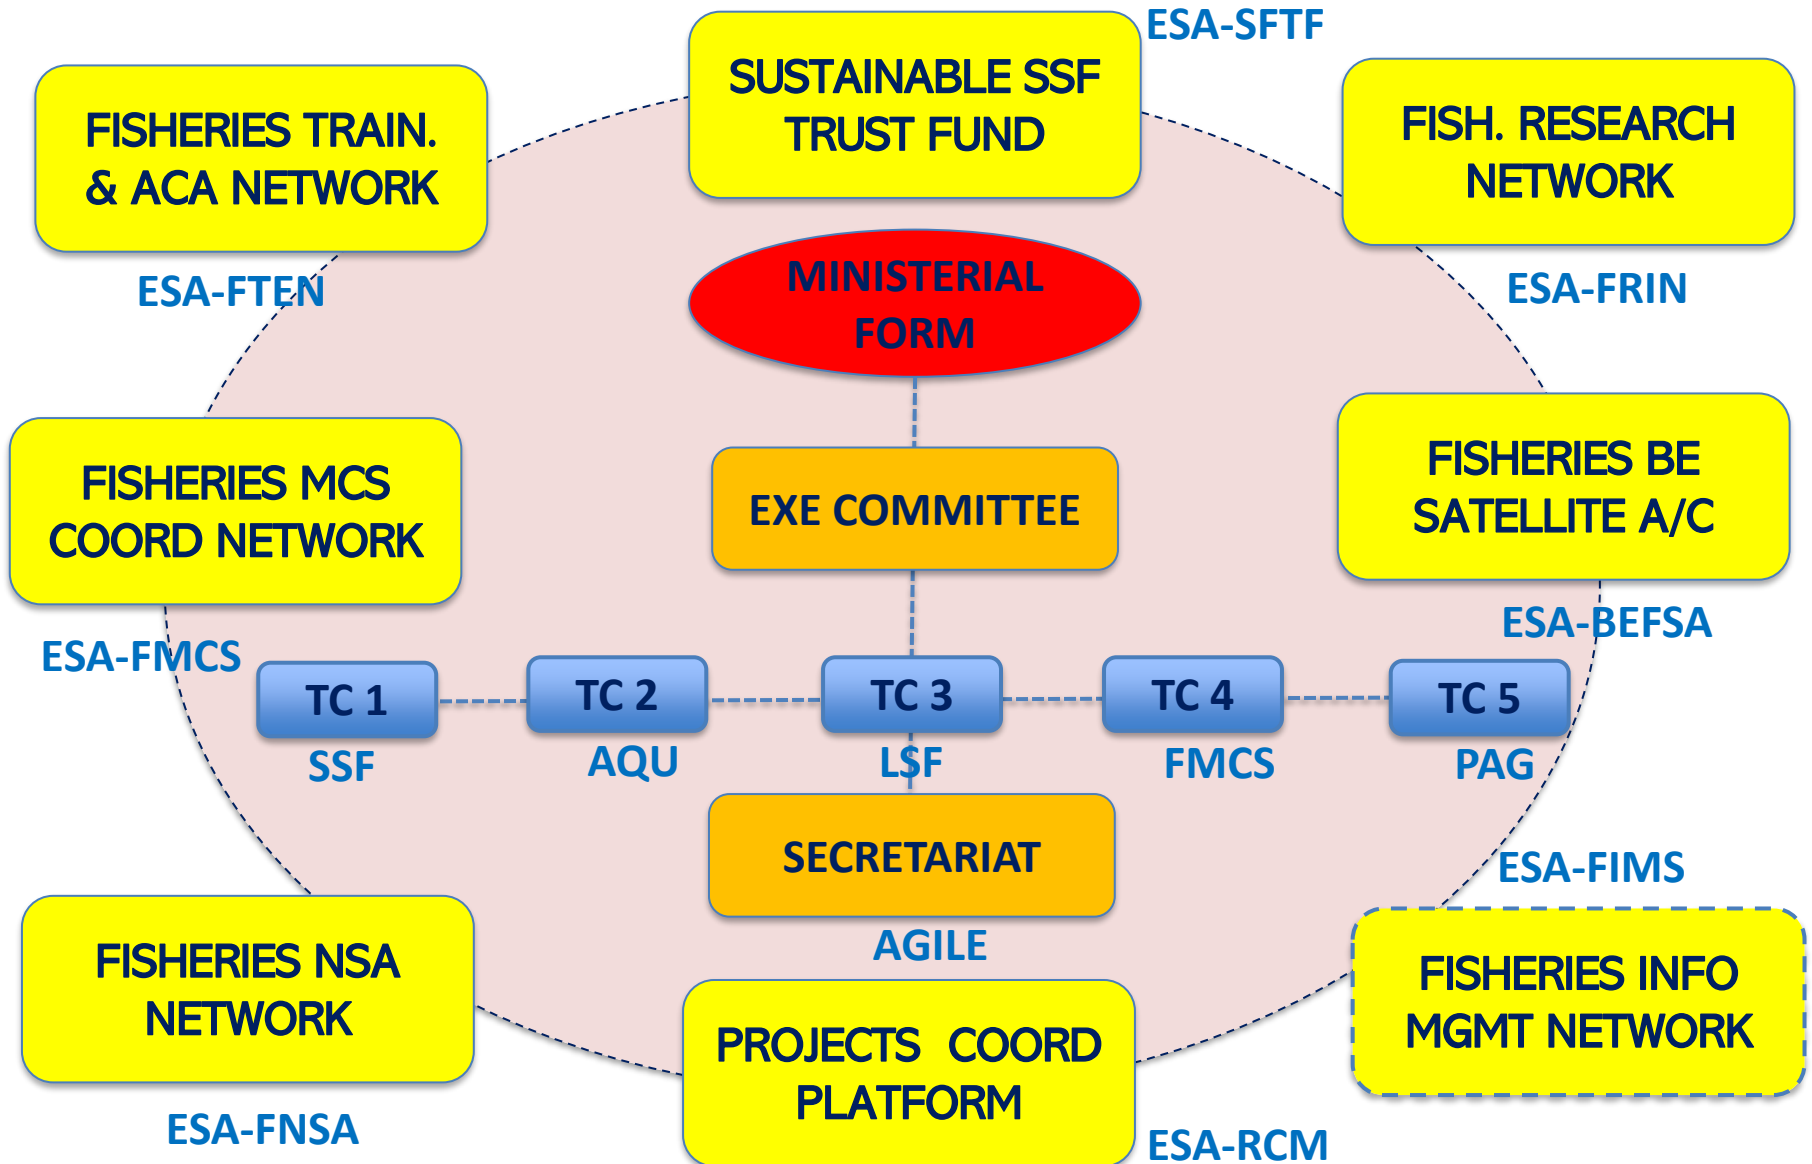 ESA-SFTF
SUSTAINABLE SSF
TRUST FUND
FISHERIES TRAIN.
& ACA NETWORK
ESA-FTEN
FISH. RESEARCH
NETWORK
ESA-FRIN
MINISTERIAL
FORM
FISHERIES MCS
COORD NETWORK
ESA-FMCS
EXE COMMITTEE
FISHERIES BE
SATELLITE A/C
ESA-BEFSA
TC 1
SSF
TC 2
AQU
TC 3
LSF
TC 4
FMCS
TC 5
PAG
SECRETARIAT
AGILE
ESA-FIMS
FISHERIES INFO
MGMT NETWORK
FISHERIES NSA
NETWORK
ESA-FNSA
PROJECTS COORD
PLATFORM
ESA-RCM